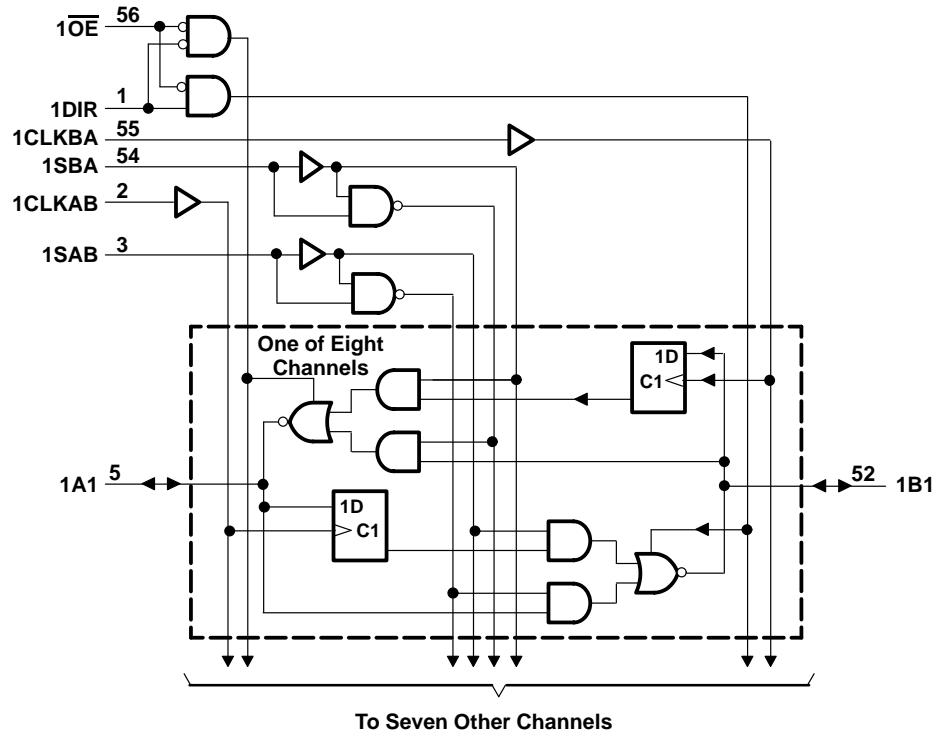 1O̅E̅ 56
1DIR 1
1CLKBA 55
1SBA 54
1CLKAB 2
1SAB 3
One of Eight
Channels
1D
C1
1A1 5
52 1B1
1D
C1
To Seven Other Channels